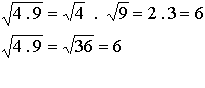 √4 . 9 = √4 . √9 = 2 . 3 = 6
√4 . 9 = √36 = 6